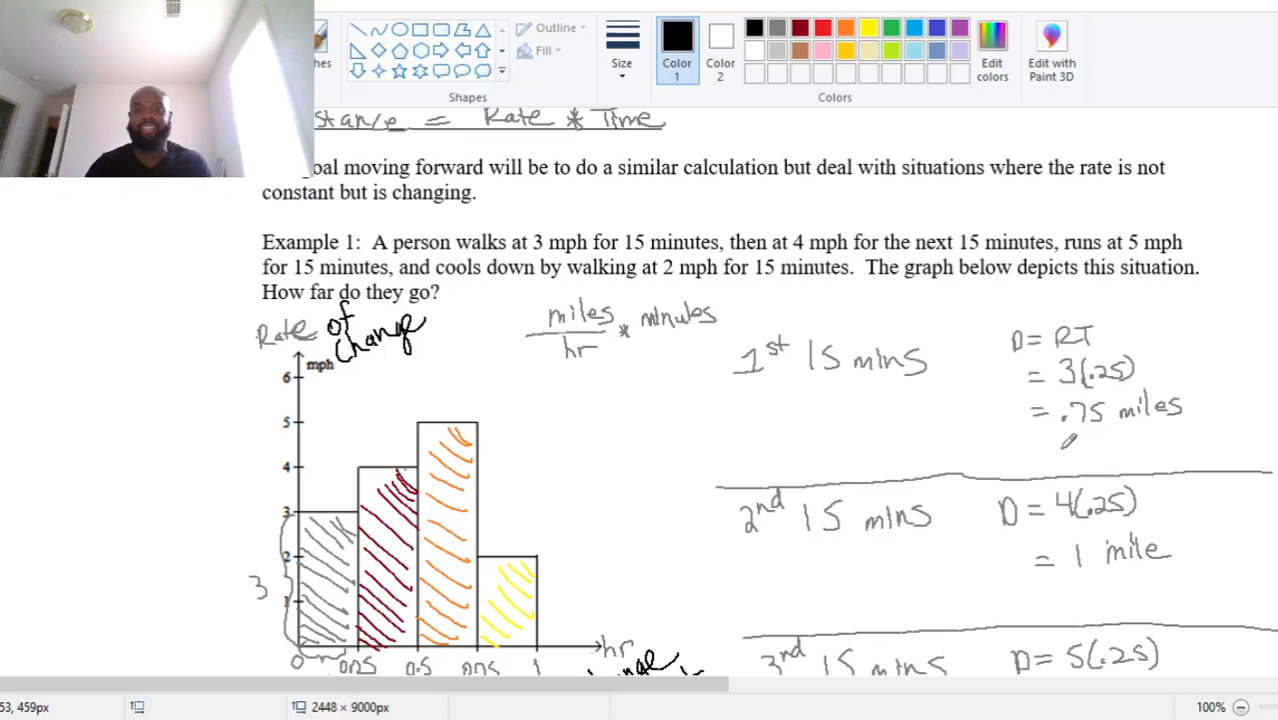 Outline
Fill
Shapes
Size
Color
1
Color
2
Edit
colors
Edit with
Paint 3D
Colors
hes
stance = Rate * Time
oal moving forward will be to do a similar calculation but deal with situations where the rate is not
constant but is changing.
Example 1: A person walks at 3 mph for 15 minutes, then at 4 mph for the next 15 minutes, runs at 5 mph
for 15 minutes, and cools down by walking at 2 mph for 15 minutes. The graph below depicts this situation.
How far do they go?
Rate of
change
miles
hr
* minutes
mph
6
5
4
3
2
1
3
0 0.25 0.5 0.75 1
hr
1st 15 mins
D = RT
= 3(.25)
= .75 miles
2nd 15 mins
D = 4(.25)
= 1 mile
3rd 15 mins
D = 5(.25)
53, 459px
2448 × 9000px
100%